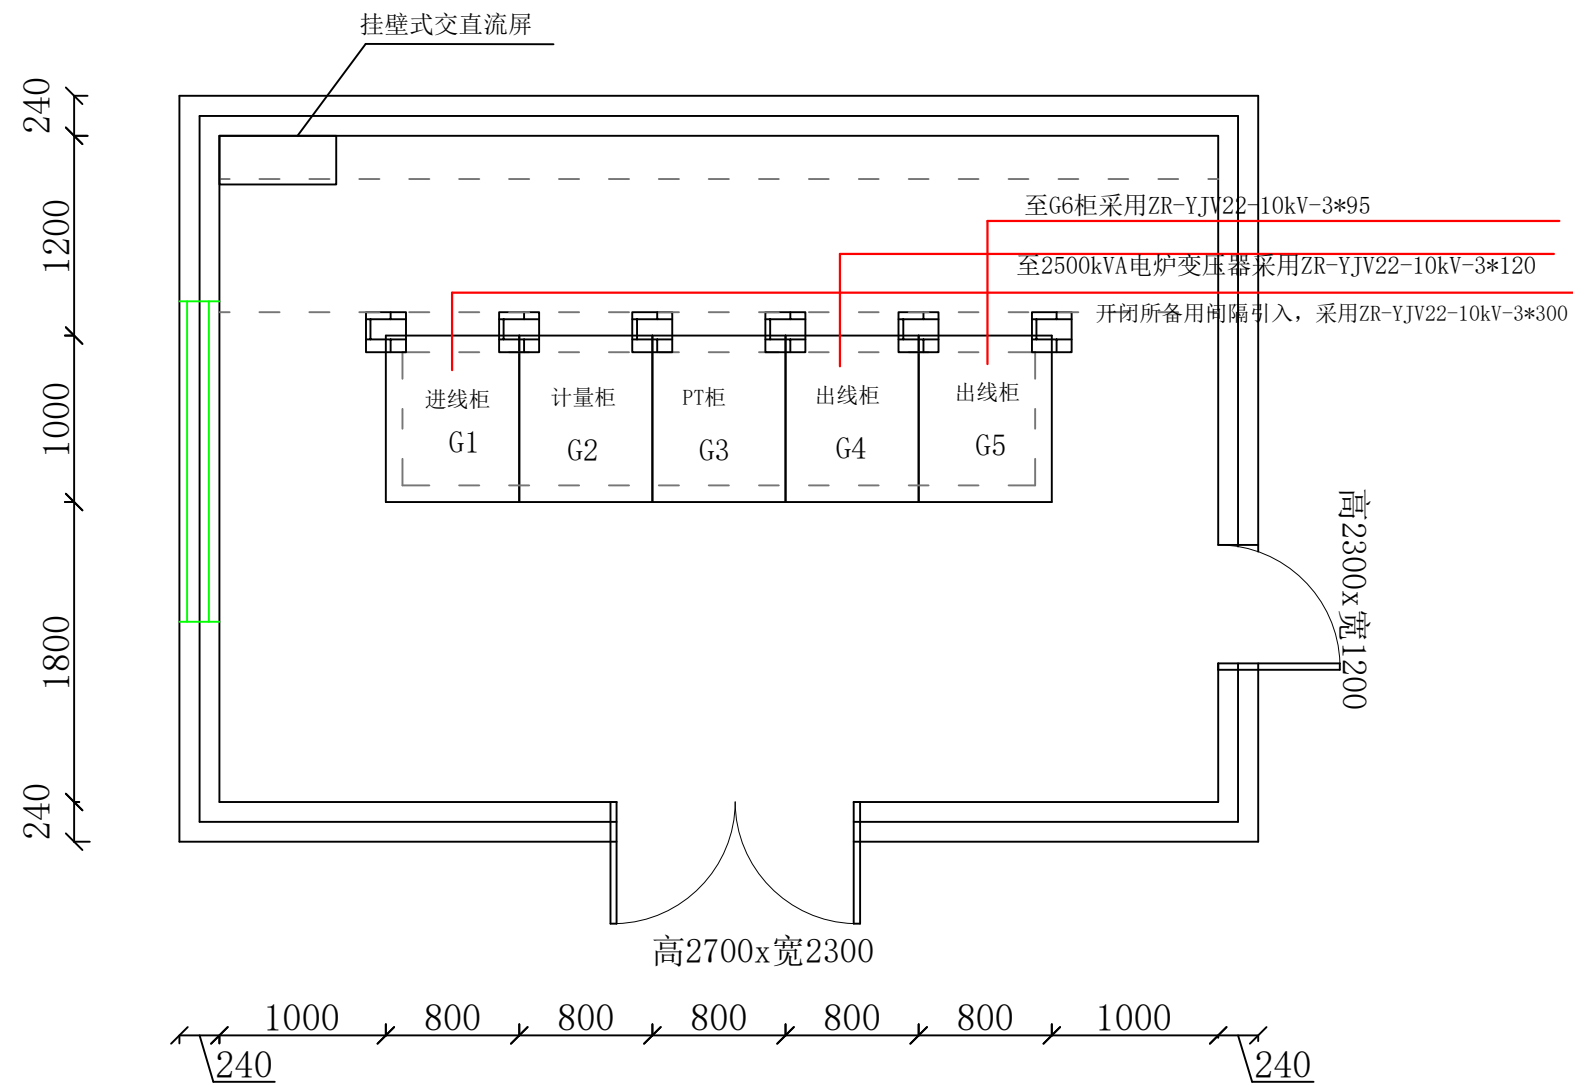 挂壁式交直流屏
240
1200
1000
1800
240
至G6柜采用ZR-YJV22-10kV-3*95
至2500kVA电炉变压器采用ZR-YJV22-10kV-3*120
开闭所备用间隔引入，采用ZR-YJV22-10kV-3*300
进线柜
G1
计量柜
G2
PT柜
G3
出线柜
G4
出线柜
G5
高2300x宽1200
高2700x宽2300
1000 800 800 800 800 800 1000
240 240